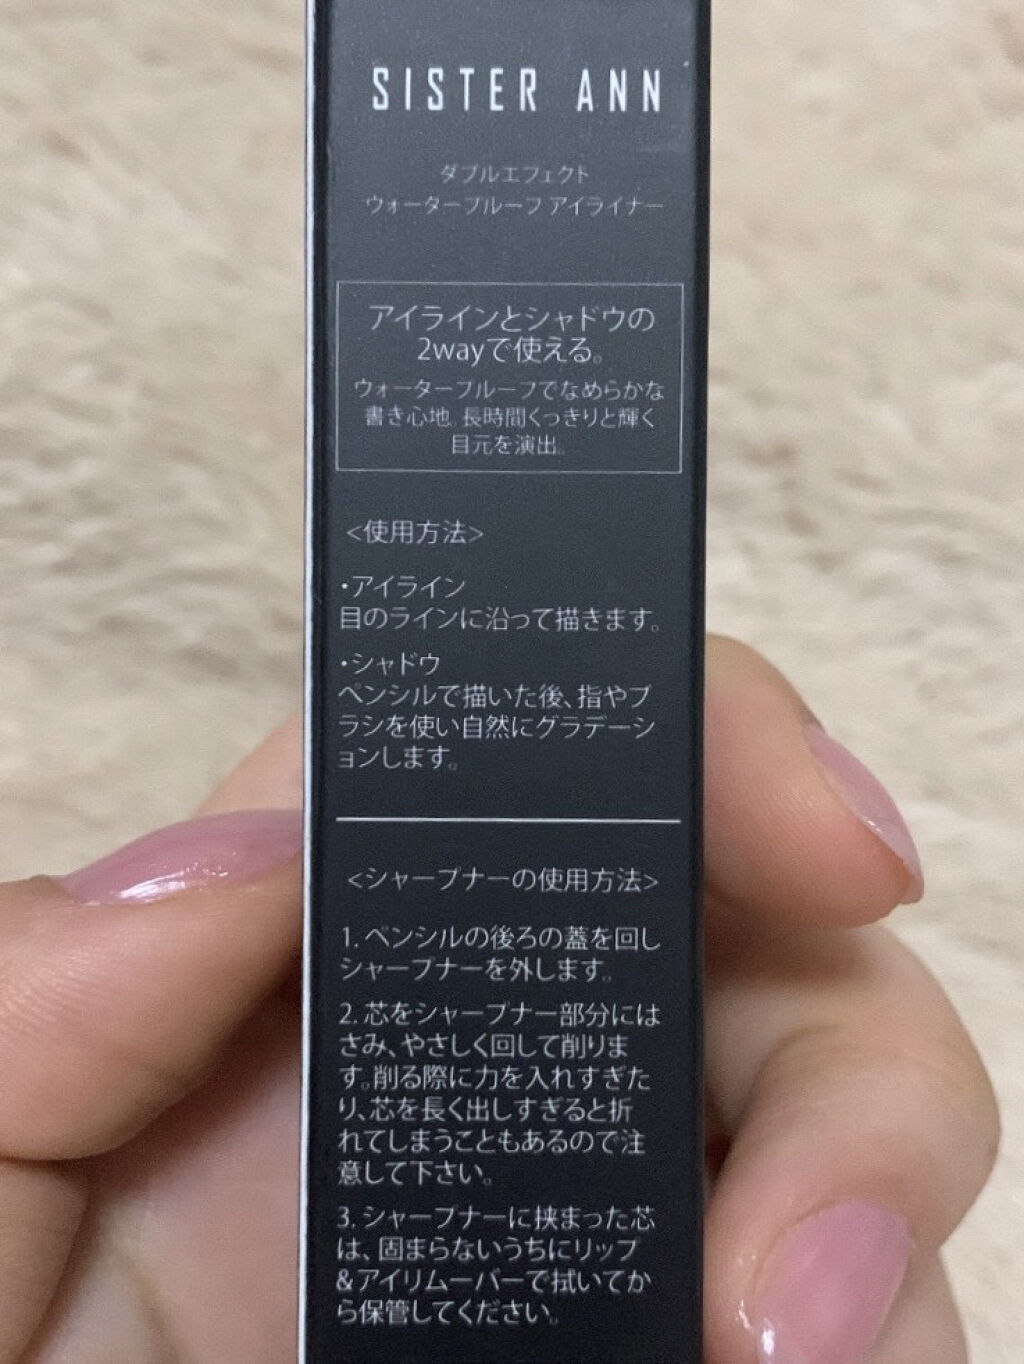 SISTER ANN
ダブルエフェクト
ウォータープルーフ アイライナー
アイラインとシャドウの
2wayで使える。
ウォータープルーフでなめらかな
書き心地 長時間くっきりと輝く
目元を演出。
<使用方法>
・アイライン
目のラインに沿って描きます。
・シャドウ
ペンシルで描いた後、指やブ
ラシを使い自然にグラデーシ
ョンします。
<シャープナーの使用方法>
1. ペンシルの後ろの蓋を回し
シャープナーを外します。
2. 芯をシャープナー部分には
さみ、やさしく回して削りま
す。削る際に力を入れすぎた
り、芯を長く出しすぎると折
れてしまうこともあるので注
意して下さい。
3. シャープナーに挟まった芯
は、固まらないうちにリップ
&アイリムーバーで拭いてか
ら保管してください。